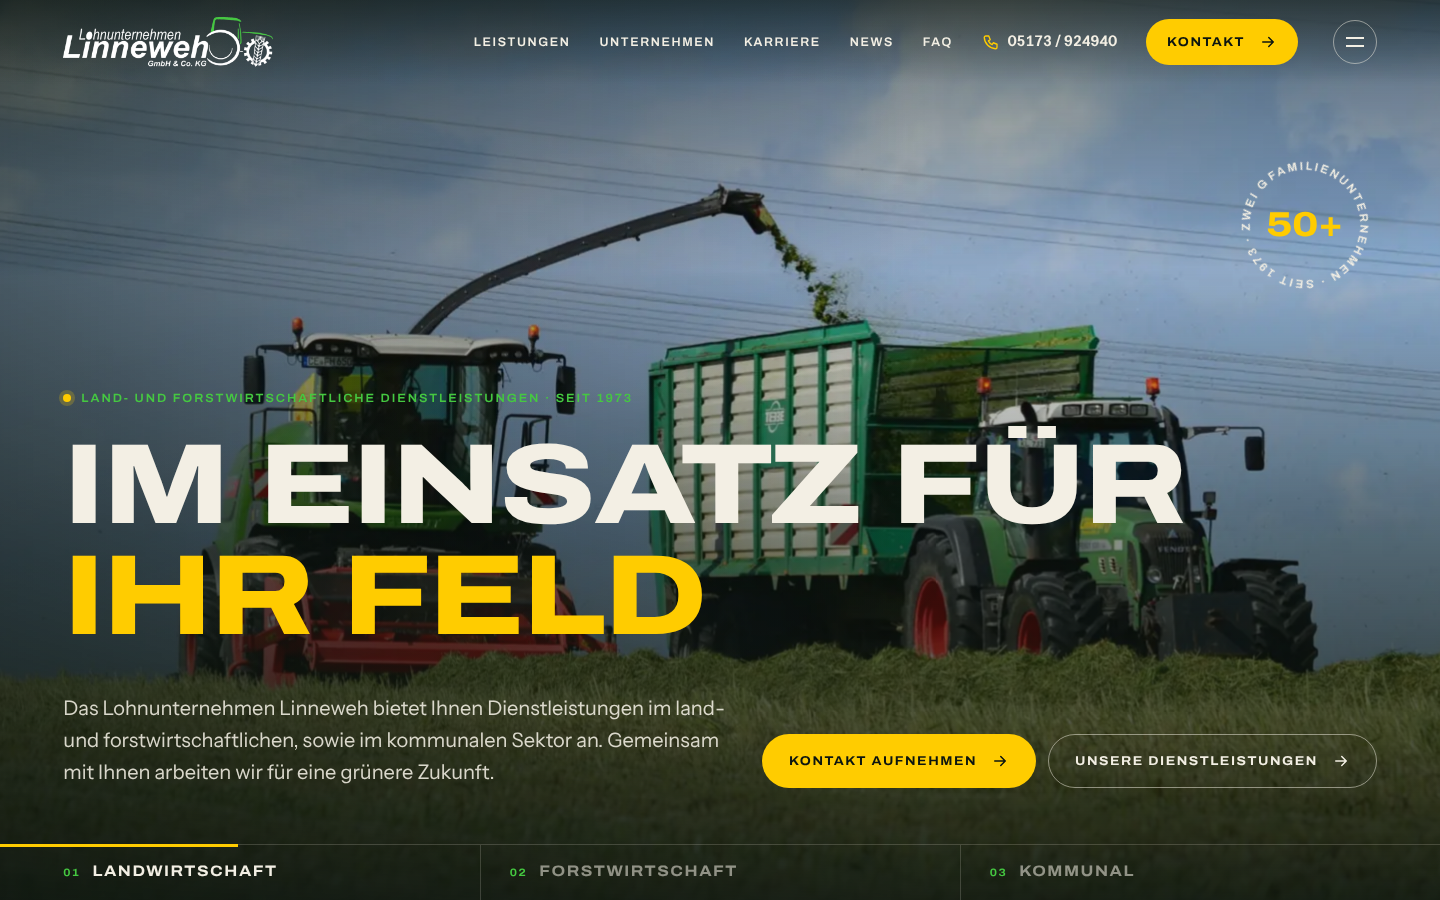 Lohnunternehmen
Linneweh
GmbH & Co. KG
LEISTUNGEN
UNTERNEHMEN
KARRIERE
NEWS
FAQ
05173 / 924940
KONTAKT
FAMILIENUNTERNEHMEN · SEIT 1973 · ZWEI G
50+
LAND- UND FORSTWIRTSCHAFTLICHE DIENSTLEISTUNGEN · SEIT 1973
IM EINSATZ FÜR
IHR FELD
FENDT
Das Lohnunternehmen Linneweh bietet Ihnen Dienstleistungen im land-
und forstwirtschaftlichen, sowie im kommunalen Sektor an. Gemeinsam
mit Ihnen arbeiten wir für eine grünere Zukunft.
KONTAKT AUFNEHMEN
UNSERE DIENSTLEISTUNGEN
01 LANDWIRTSCHAFT
02 FORSTWIRTSCHAFT
03 KOMMUNAL